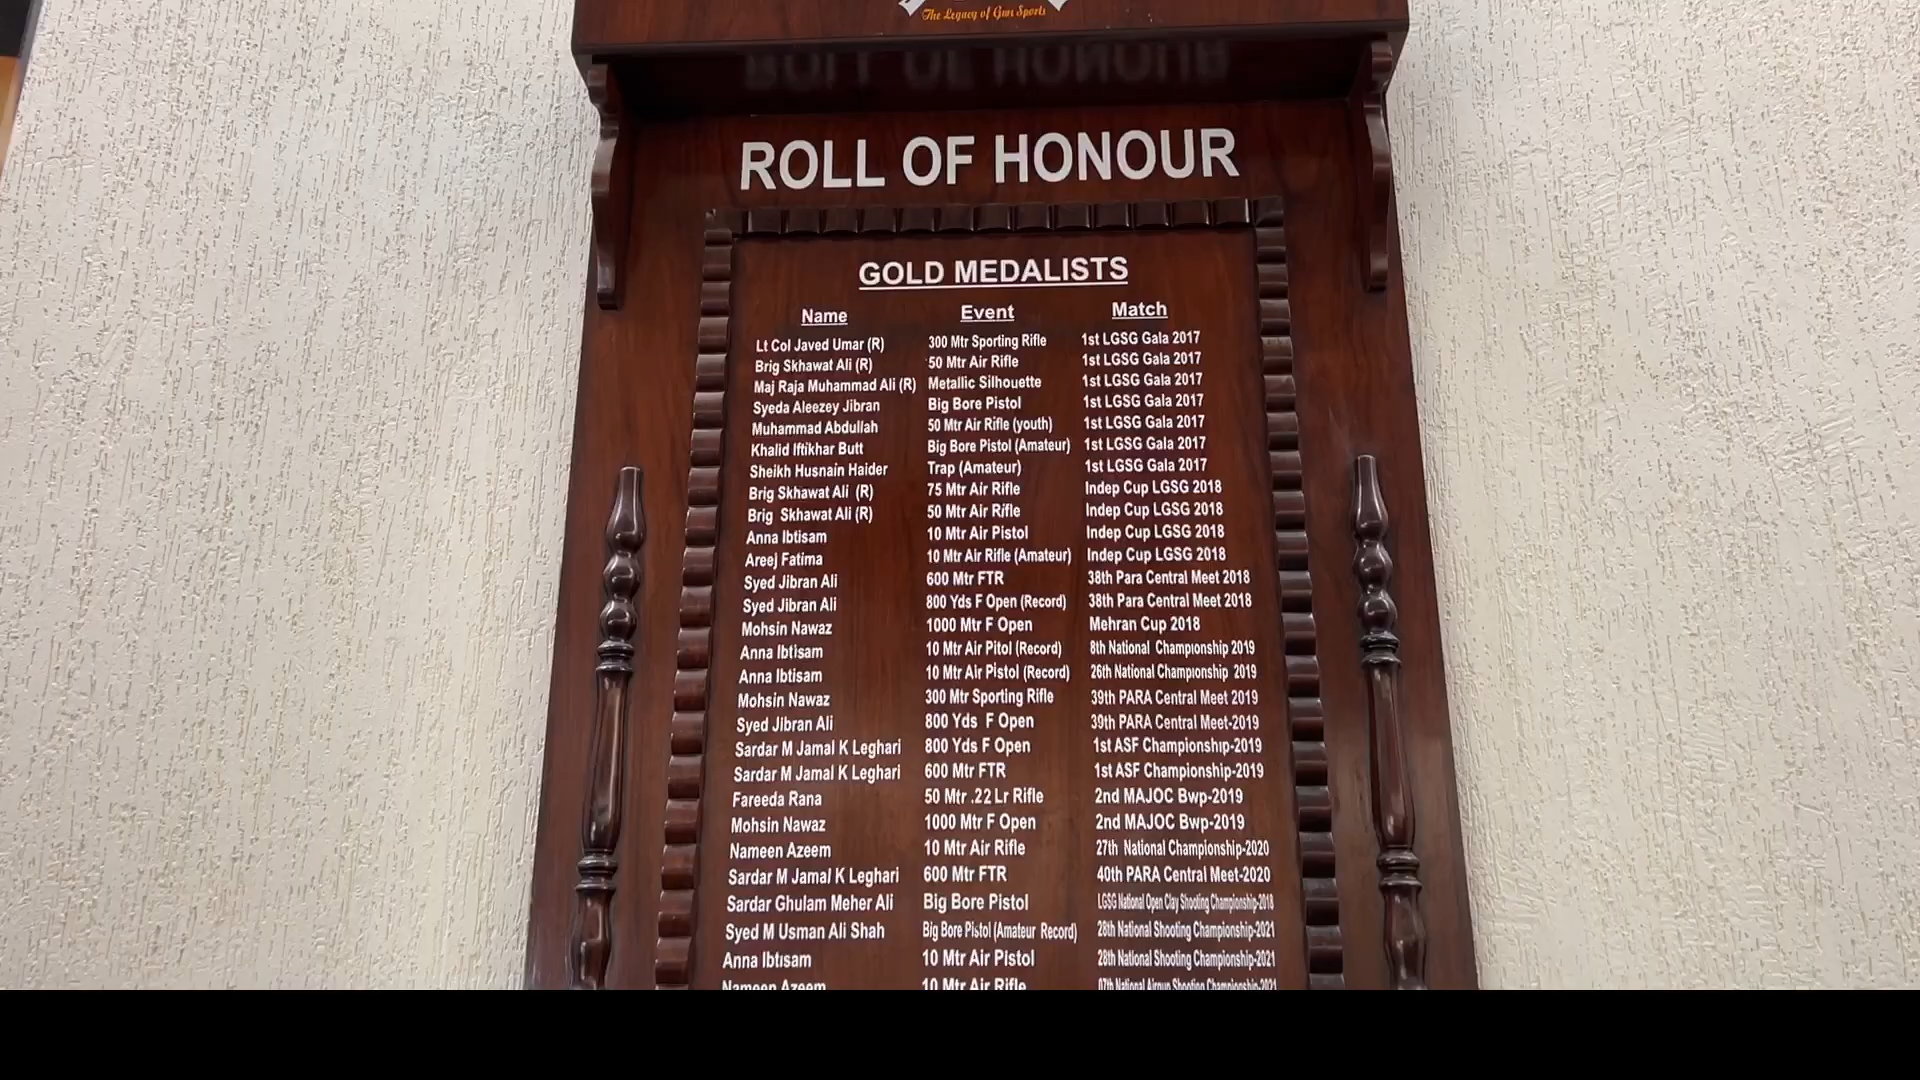 The Legacy of Gun Sports
ROLL OF HONOUR
GOLD MEDALISTS
Name Event Match
Lt Col Javed Umar (R) 300 Mtr Sporting Rifle 1st LGSG Gala 2017
Brig Skhawat Ali (R) 50 Mtr Air Rifle 1st LGSG Gala 2017
Maj Raja Muhammad Ali (R) Metallic Silhouette 1st LGSG Gala 2017
Syeda Aleezey Jibran Big Bore Pistol 1st LGSG Gala 2017
Muhammad Abdullah 50 Mtr Air Rifle (youth) 1st LGSG Gala 2017
Khalid Iftikhar Butt Big Bore Pistol (Amateur) 1st LGSG Gala 2017
Sheikh Husnain Haider Trap (Amateur) 1st LGSG Gala 2017
Brig Skhawat Ali (R) 75 Mtr Air Rifle Indep Cup LGSG 2018
Brig Skhawat Ali (R) 50 Mtr Air Rifle Indep Cup LGSG 2018
Anna Ibtisam 10 Mtr Air Pistol Indep Cup LGSG 2018
Areej Fatima 10 Mtr Air Rifle (Amateur) Indep Cup LGSG 2018
Syed Jibran Ali 600 Mtr FTR 38th Para Central Meet 2018
Syed Jibran Ali 800 Yds F Open (Record) 38th Para Central Meet 2018
Mohsin Nawaz 1000 Mtr F Open Mehran Cup 2018
Anna Ibtisam 10 Mtr Air Pitol (Record) 8th National Championship 2019
Anna Ibtisam 10 Mtr Air Pistol (Record) 26th National Championship 2019
Mohsin Nawaz 300 Mtr Sporting Rifle 39th PARA Central Meet 2019
Syed Jibran Ali 800 Yds F Open 39th PARA Central Meet-2019
Sardar M Jamal K Leghari 800 Yds F Open 1st ASF Championship-2019
Sardar M Jamal K Leghari 600 Mtr FTR 1st ASF Championship-2019
Fareeda Rana 50 Mtr .22 Lr Rifle 2nd MAJOC Bwp-2019
Mohsin Nawaz 1000 Mtr F Open 2nd MAJOC Bwp-2019
Nameen Azeem 10 Mtr Air Rifle 27th National Championship-2020
Sardar M Jamal K Leghari 600 Mtr FTR 40th PARA Central Meet-2020
Sardar Ghulam Meher Ali Big Bore Pistol LGSG National Open Clay Shooting Championship-2018
Syed M Usman Ali Shah Big Bore Pistol (Amateur Record) 28th National Shooting Championship-2021
Anna Ibtisam 10 Mtr Air Pistol 28th National Shooting Championship-2021
Nameen Azeem 10 Mtr Air Rifle 07th National Airgun Shooting Championship-2021